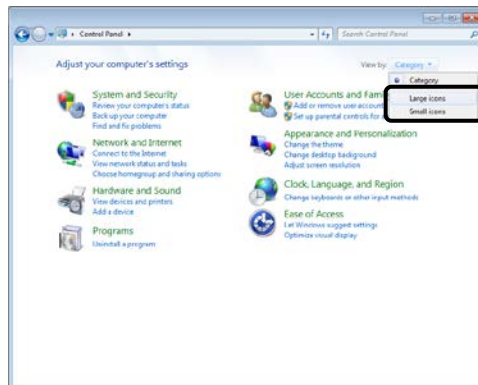 Control Panel
Search Control Panel
Adjust your computer's settings
View by: Category
Category
Large icons
Small icons
System and Security
Review your computer's status
Back up your computer
Find and fix problems
Network and Internet
Connect to the Internet
View network status and tasks
Choose homegroup and sharing options
Hardware and Sound
View devices and printers
Add a device
Programs
Uninstall a program
User Accounts and Fam
Add or remove user account
Set up parental controls for
Appearance and Personalization
Change the theme
Change desktop background
Adjust screen resolution
Clock, Language, and Region
Change keyboards or other input methods
Ease of Access
Let Windows suggest settings
Optimize visual display